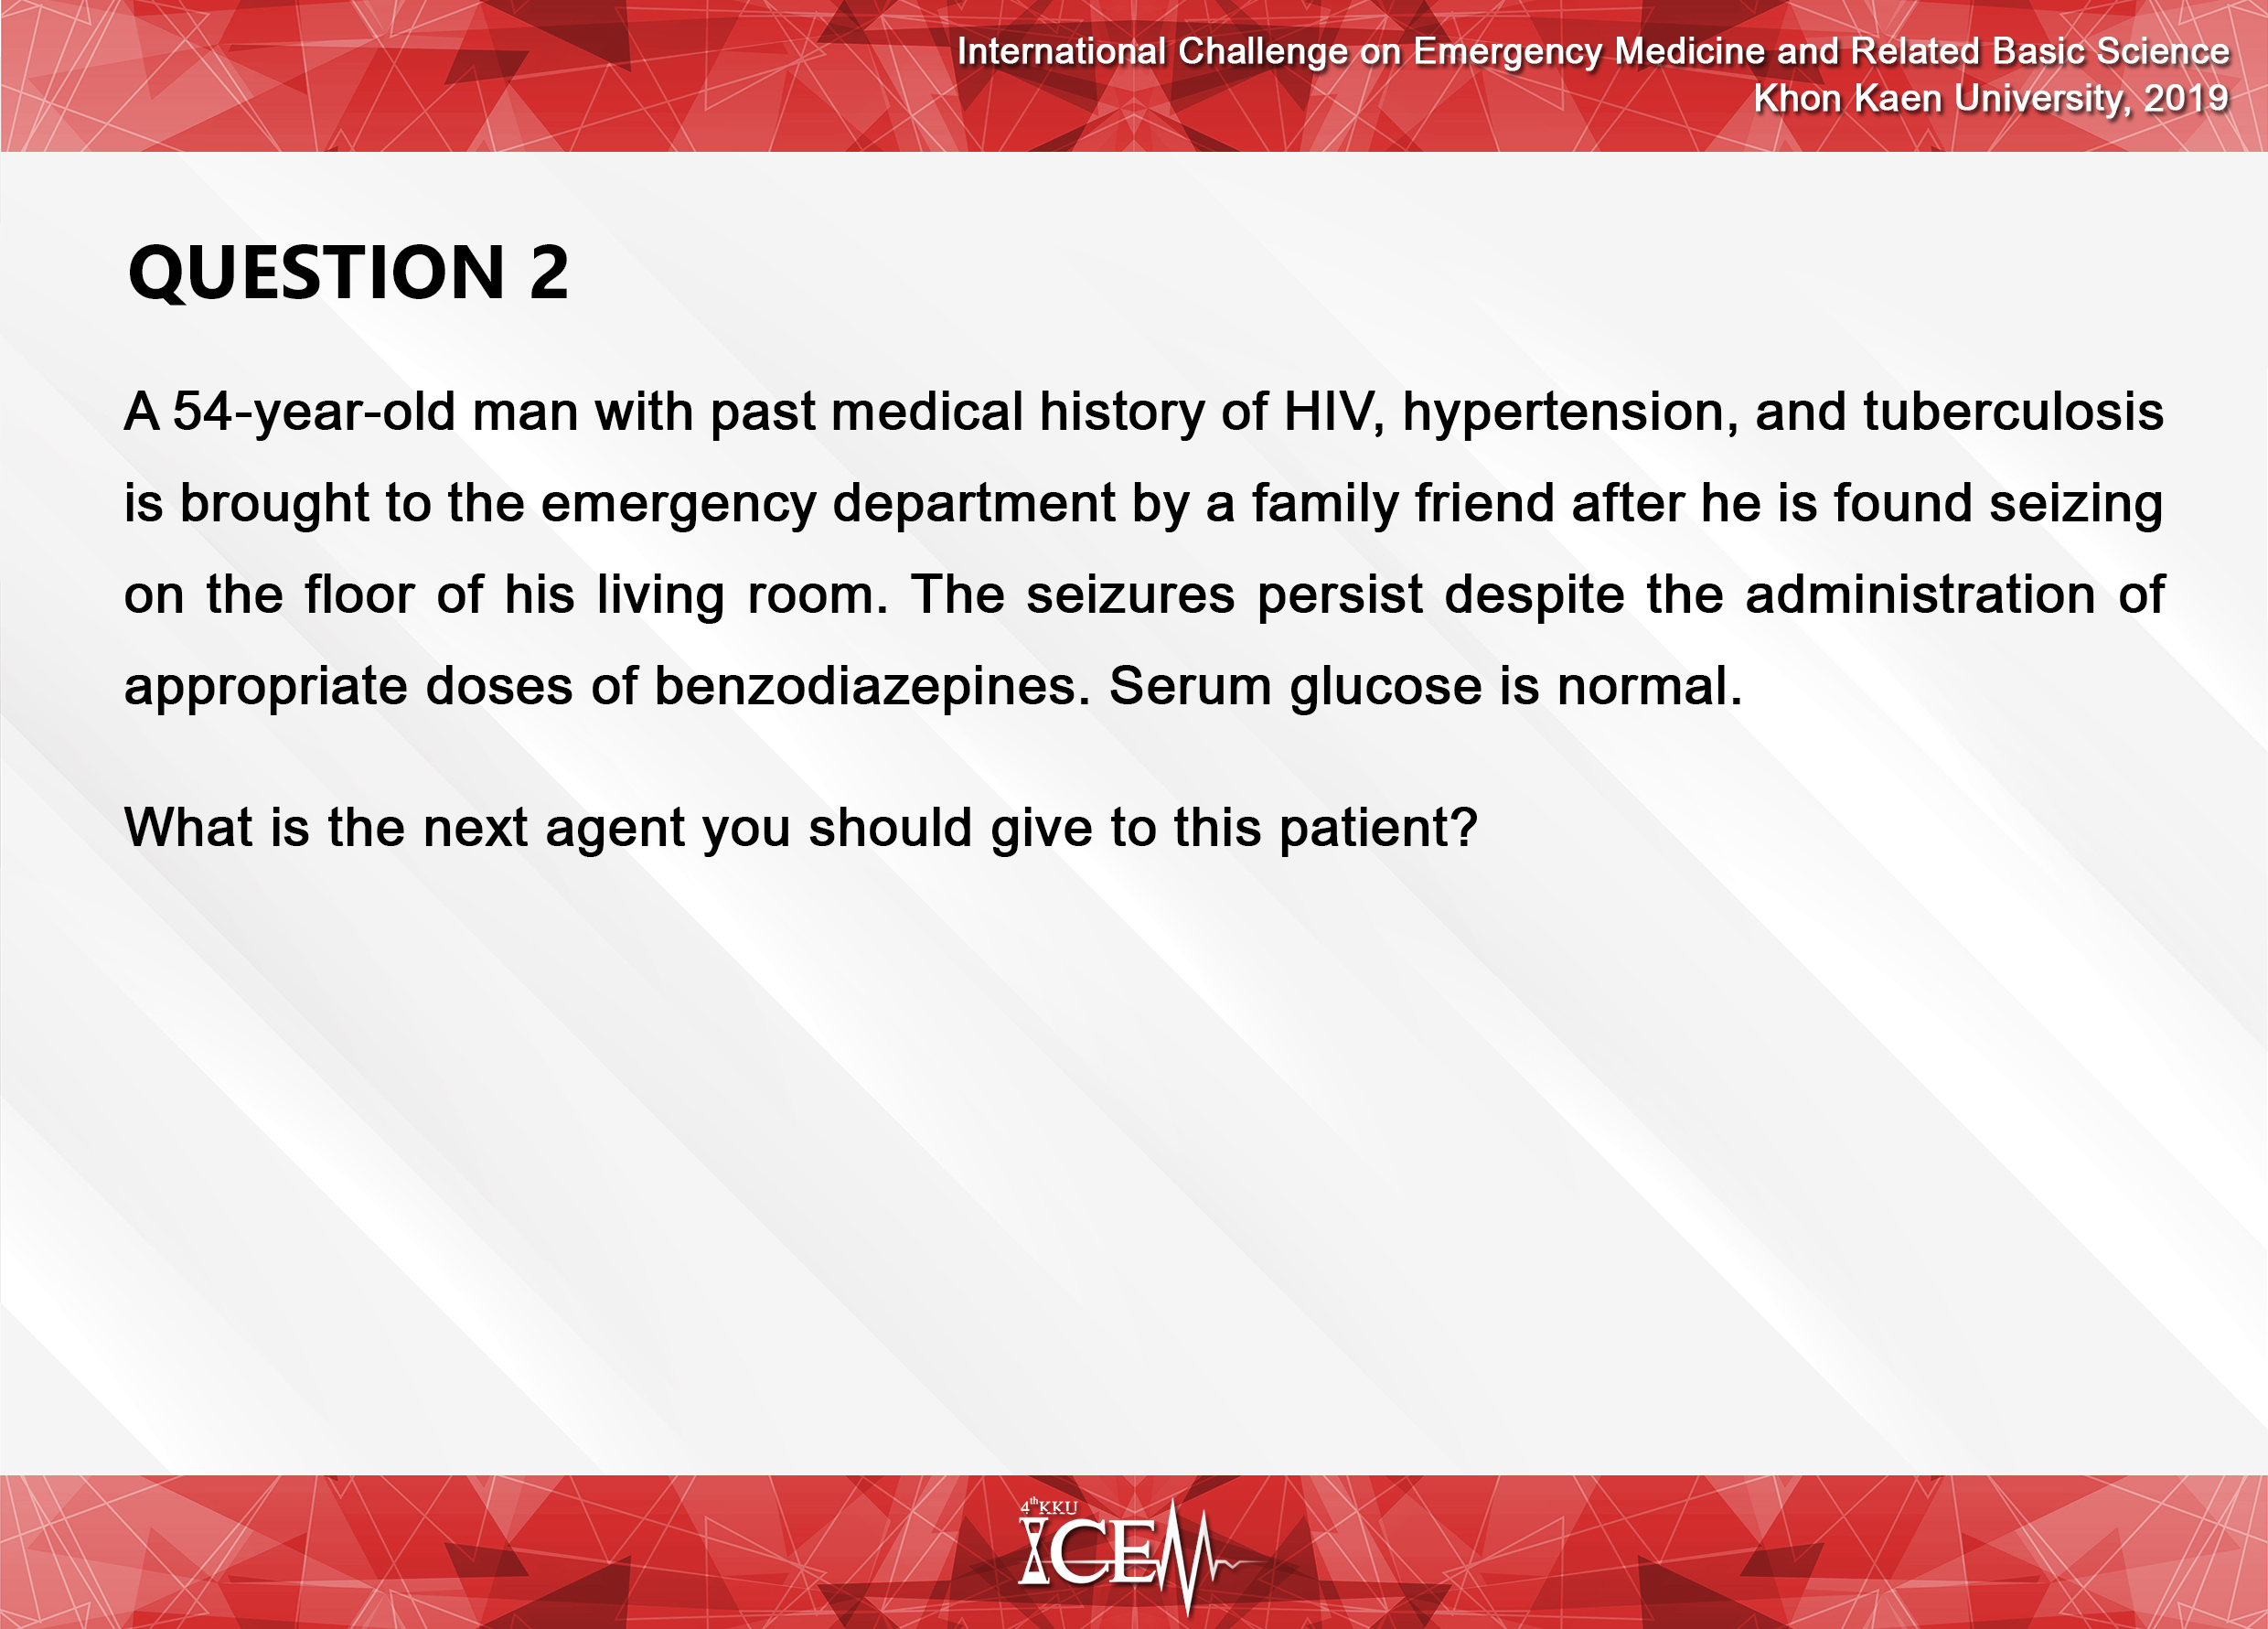 International Challenge on Emergency Medicine and Related Basic Science
Khon Kaen University, 2019
QUESTION 2
A 54-year-old man with past medical history of HIV, hypertension, and tuberculosis
is brought to the emergency department by a family friend after he is found seizing
on the floor of his living room. The seizures persist despite the administration of
appropriate doses of benzodiazepines. Serum glucose is normal.
What is the next agent you should give to this patient?
4th KKU
ICEM